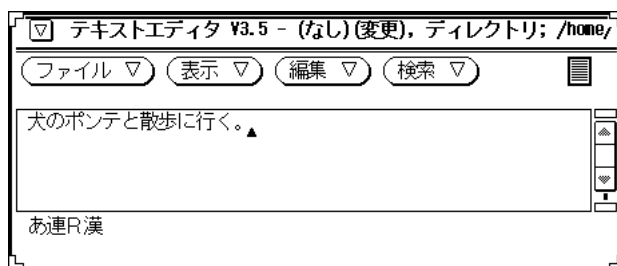 テキストエディタ V3.5 - (なし)(変更), ディレクトリ; /home/
ファイル ▽ 表示 ▽ 編集 ▽ 検索 ▽
犬のポンテと散歩に行く。
あ連R漢